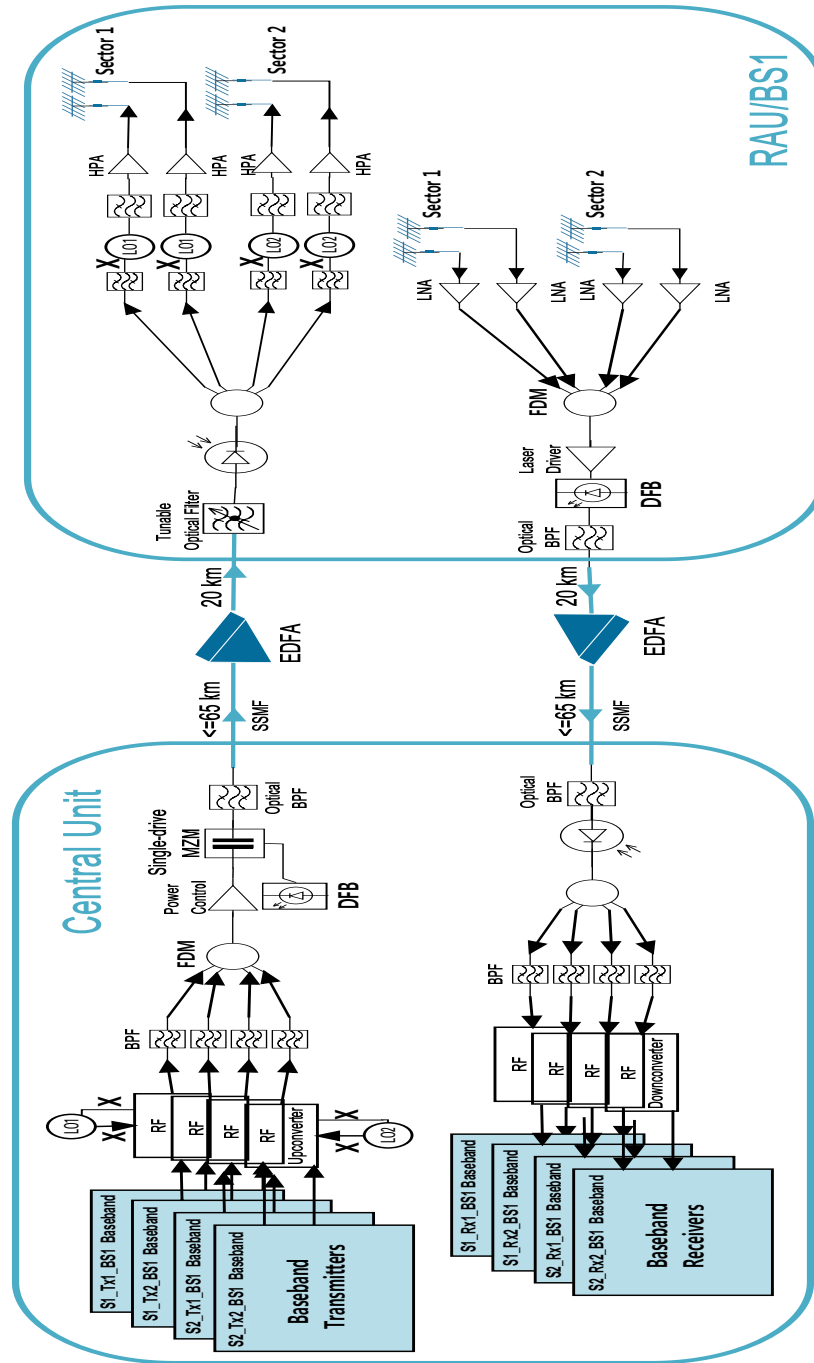 Central Unit
LO1
X
X
RF
RF
RF
RF
Upconverter
X
X
LO2
S1_Tx1_BS1 Baseband
S1_Tx2_BS1 Baseband
S2_Tx1_BS1 Baseband
S2_Tx2_BS1 Baseband
Baseband
Transmitters
BPF
FDM
Power
Control
Single-drive
MZM
DFB
Optical
BPF
<=65 km
SSMF
EDFA
20 km
Tunable
Optical Filter
X
LO1
HPA
X
LO1
HPA
Sector 1
X
LO2
HPA
X
LO2
HPA
Sector 2
RAU/BS1
Sector 1
LNA
LNA
Sector 2
LNA
LNA
FDM
Laser
Driver
DFB
Optical
BPF
20 km
EDFA
<=65 km
SSMF
Optical
BPF
BPF
RF
RF
RF
RF
Downconverter
S1_Rx1_BS1 Baseband
S1_Rx2_BS1 Baseband
S2_Rx1_BS1 Baseband
S2_Rx2_BS1 Baseband
Baseband
Receivers